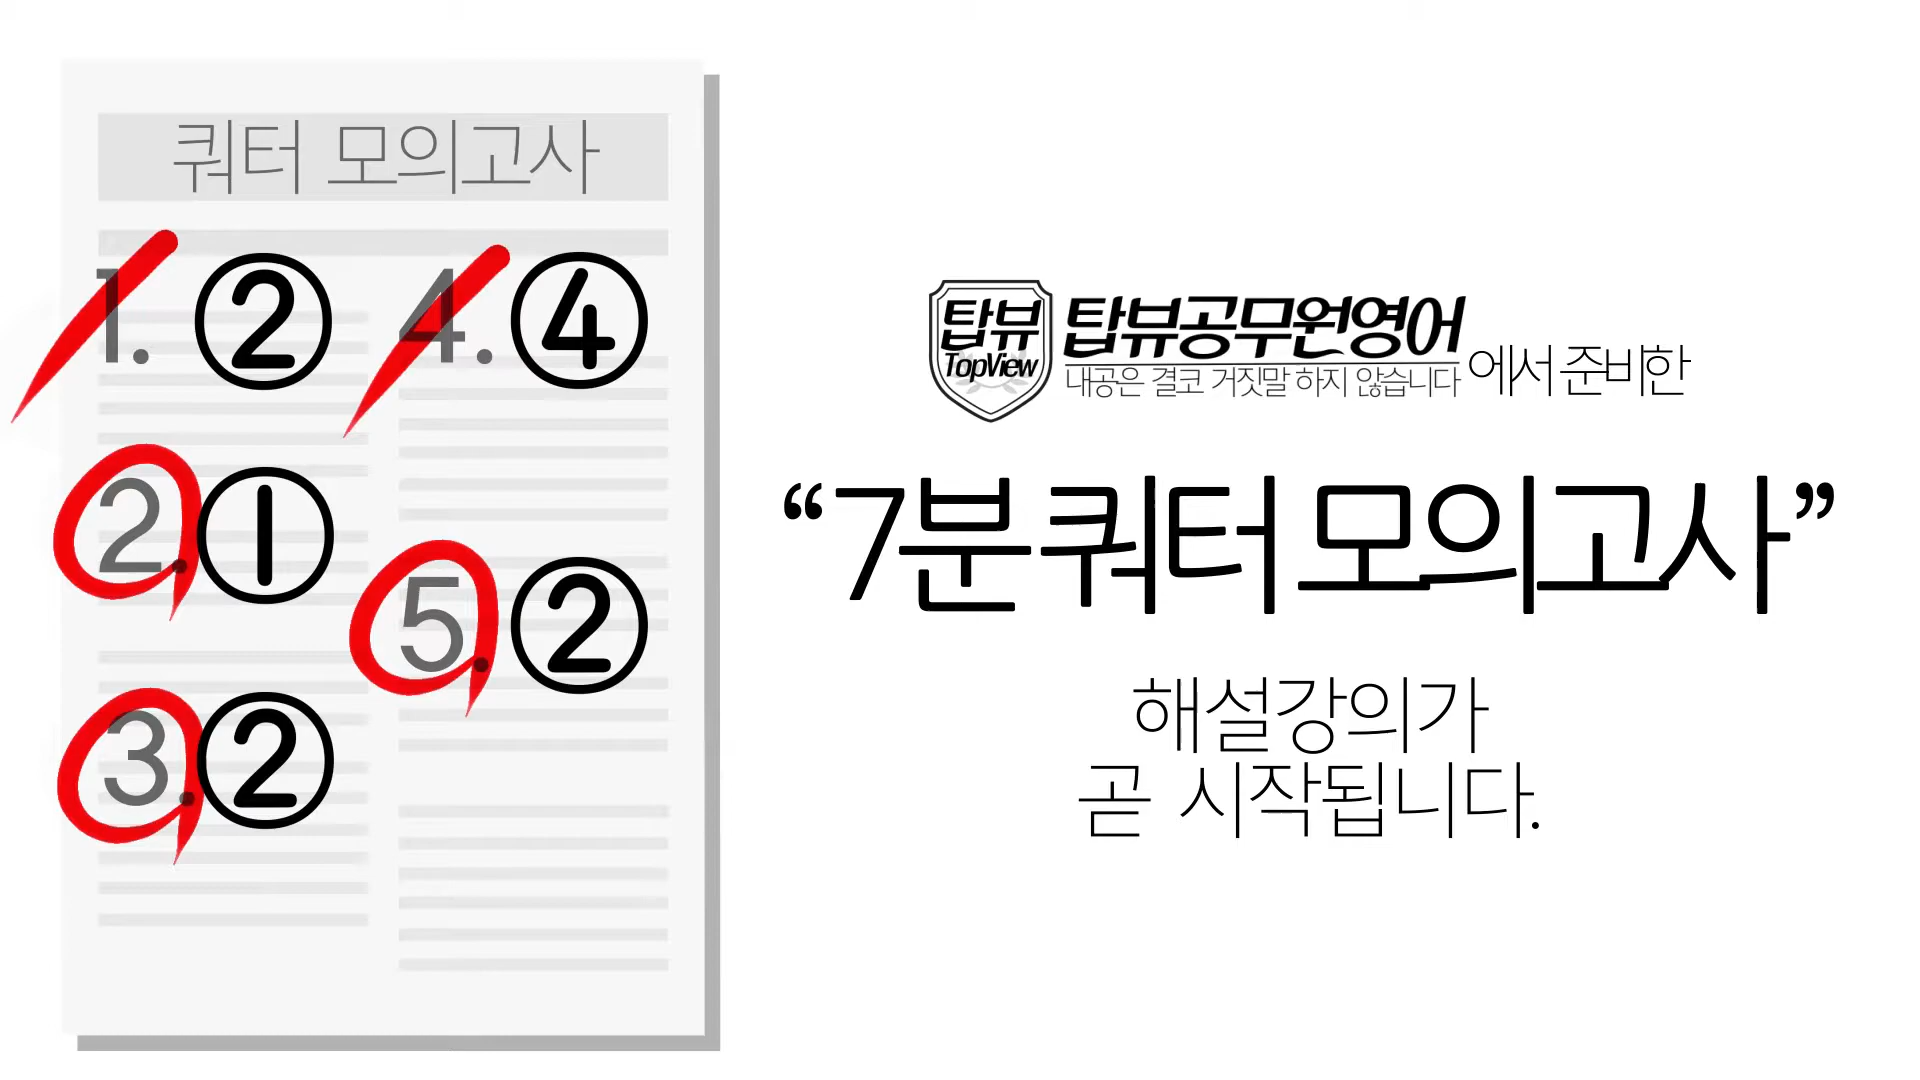 쿼터 모의고사
1. ②
2. ①
3. ②
4. ④
5. ②
탑뷰
TopView
탑뷰공무원영어
내공은 결코 거짓말 하지 않습니다
에서 준비한
“7분 쿼터 모의고사”
해설강의가
곧 시작됩니다.